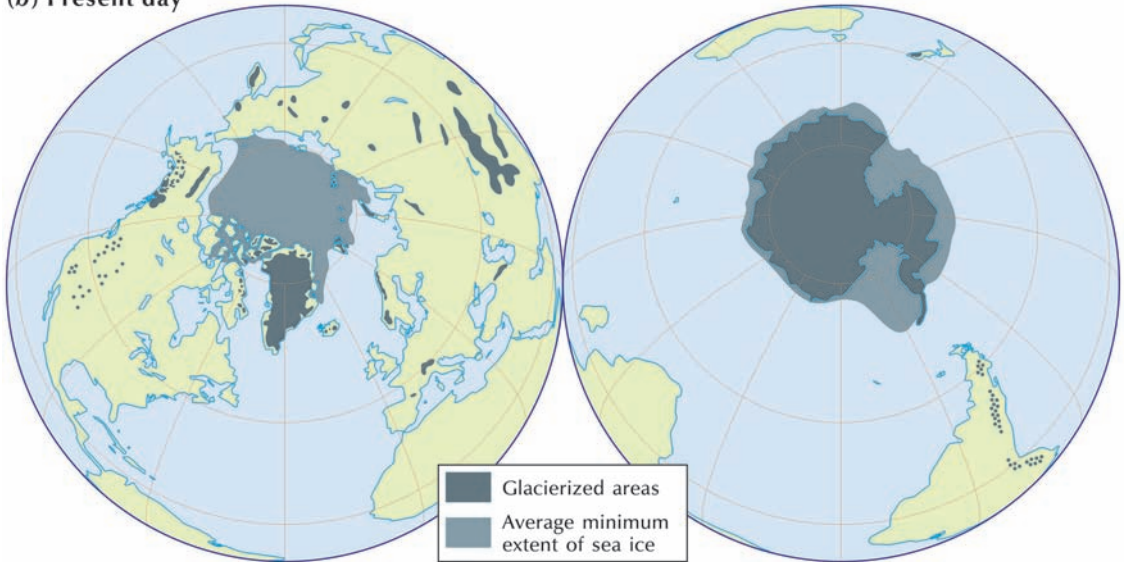 (b) Present day
Glacierized areas
Average minimum
extent of sea ice